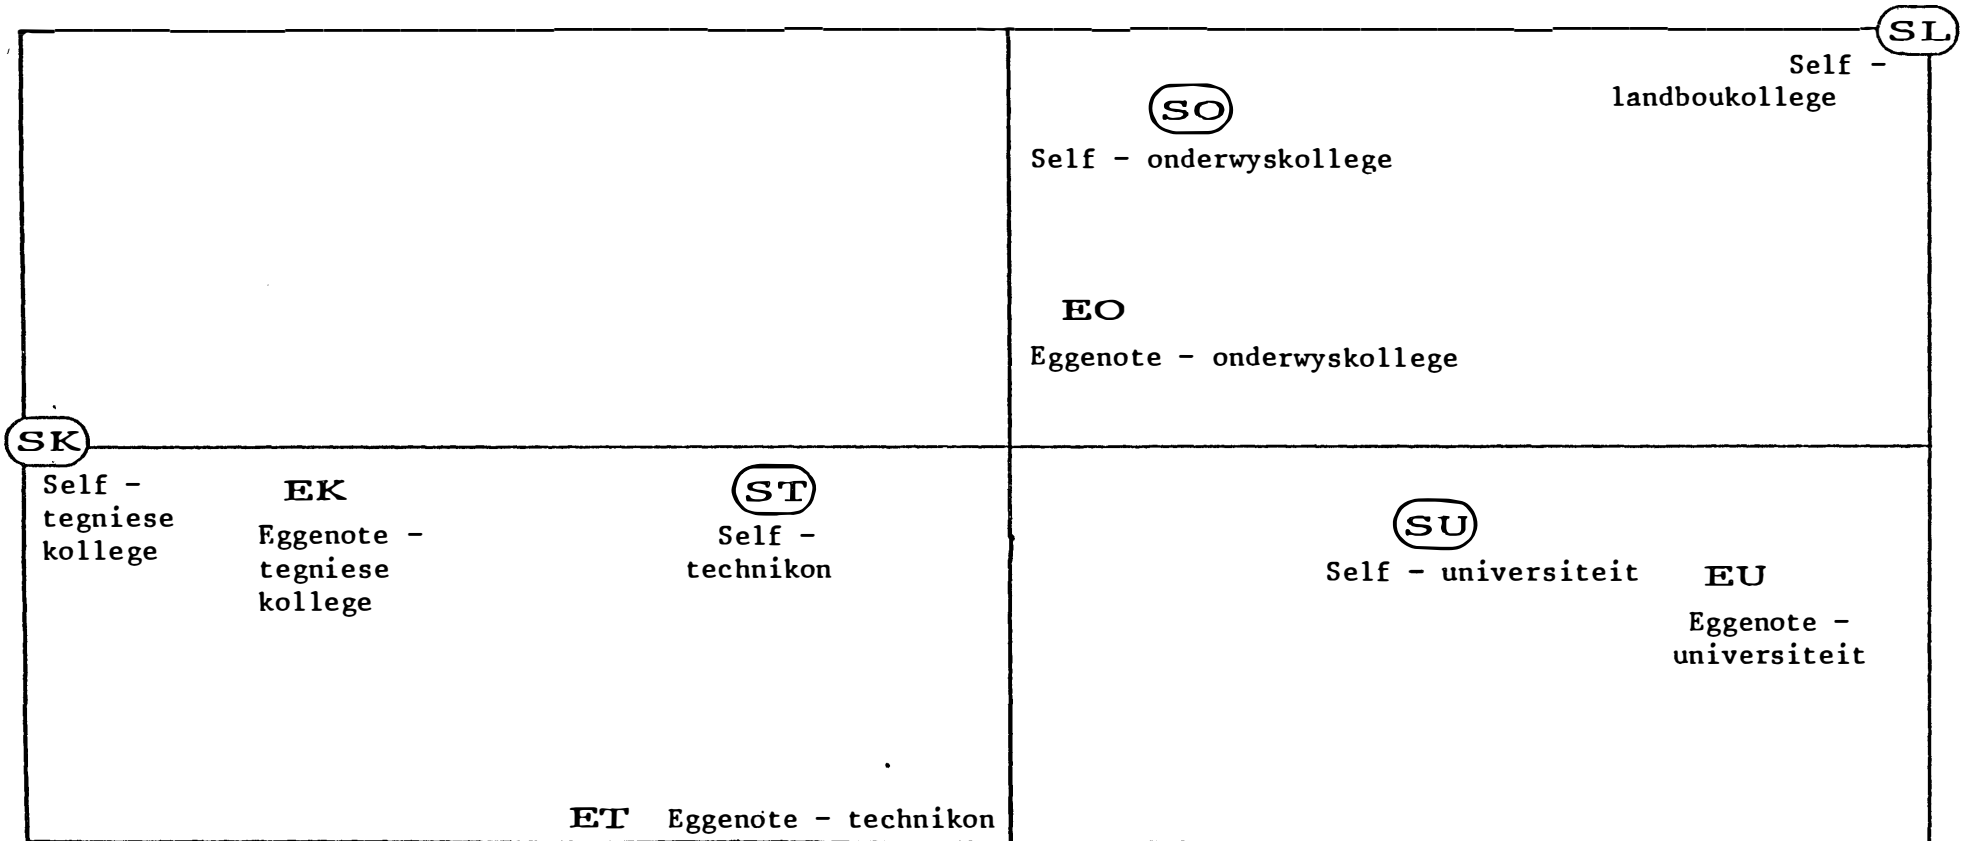 SL
Self -
landboukollege
SO
Self - onderwyskollege
EO
Eggenote - onderwyskollege
SK
Self -
tegniese
kollege
EK
Eggenote -
tegniese
kollege
ST
Self -
technikon
SU
Self - universiteit
EU
Eggenote -
universiteit
ET Eggenote - technikon